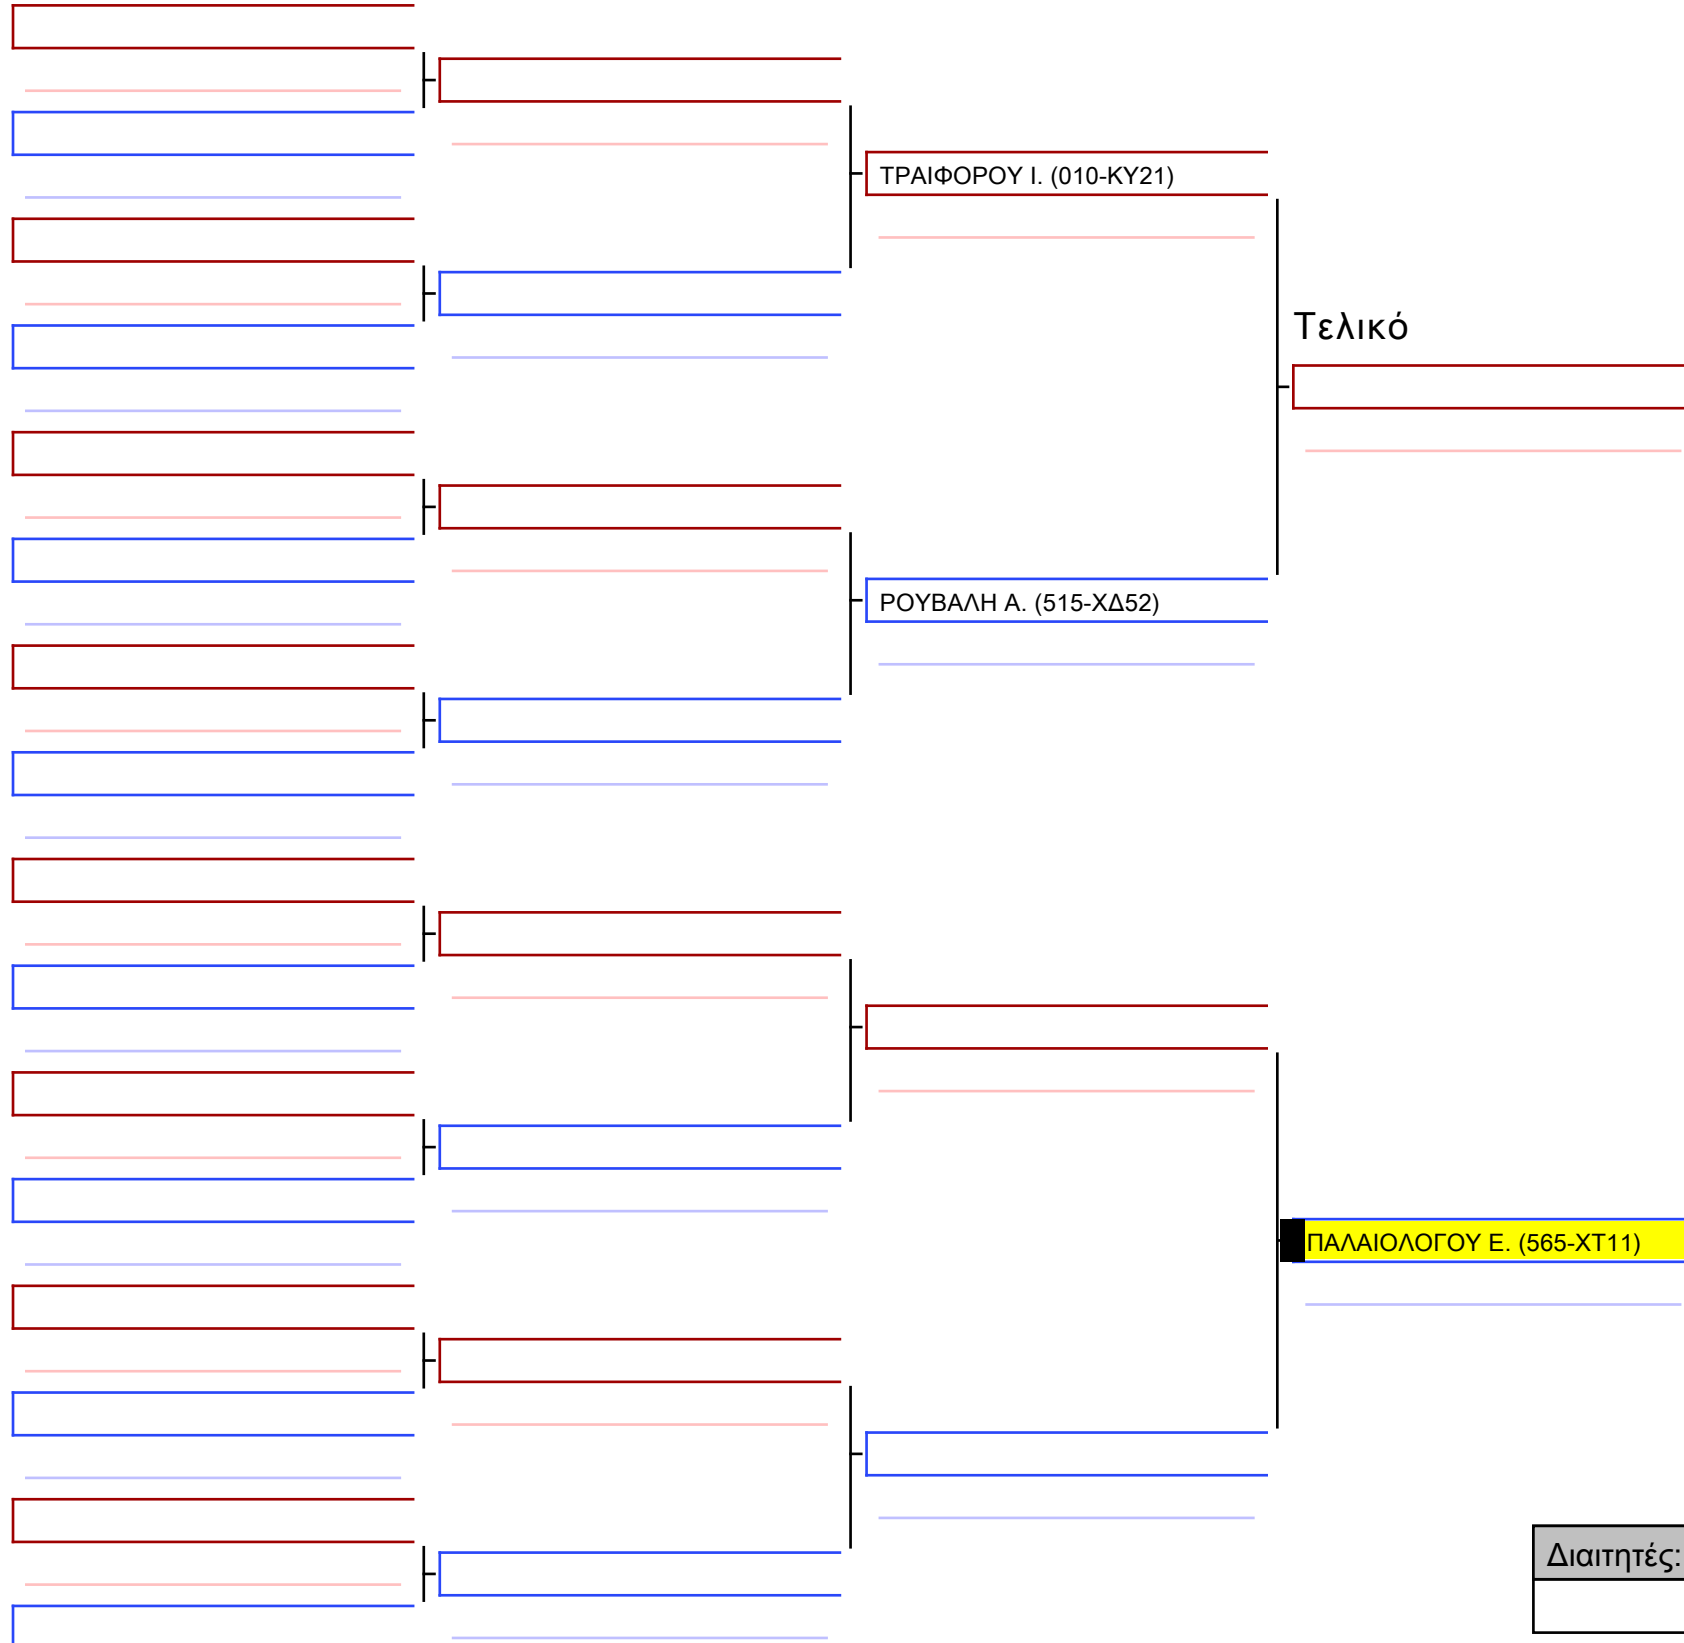 ΤΡΑΙΦΟΡΟΥ Ι. (010-ΚΥ21)
Τελικό
ΡΟΥΒΑΛΗ Α. (515-ΧΔ52)
ΠΑΛΑΙΟΛΟΓΟΥ Ε. (565-ΧΤ11)
Διαιτητές: